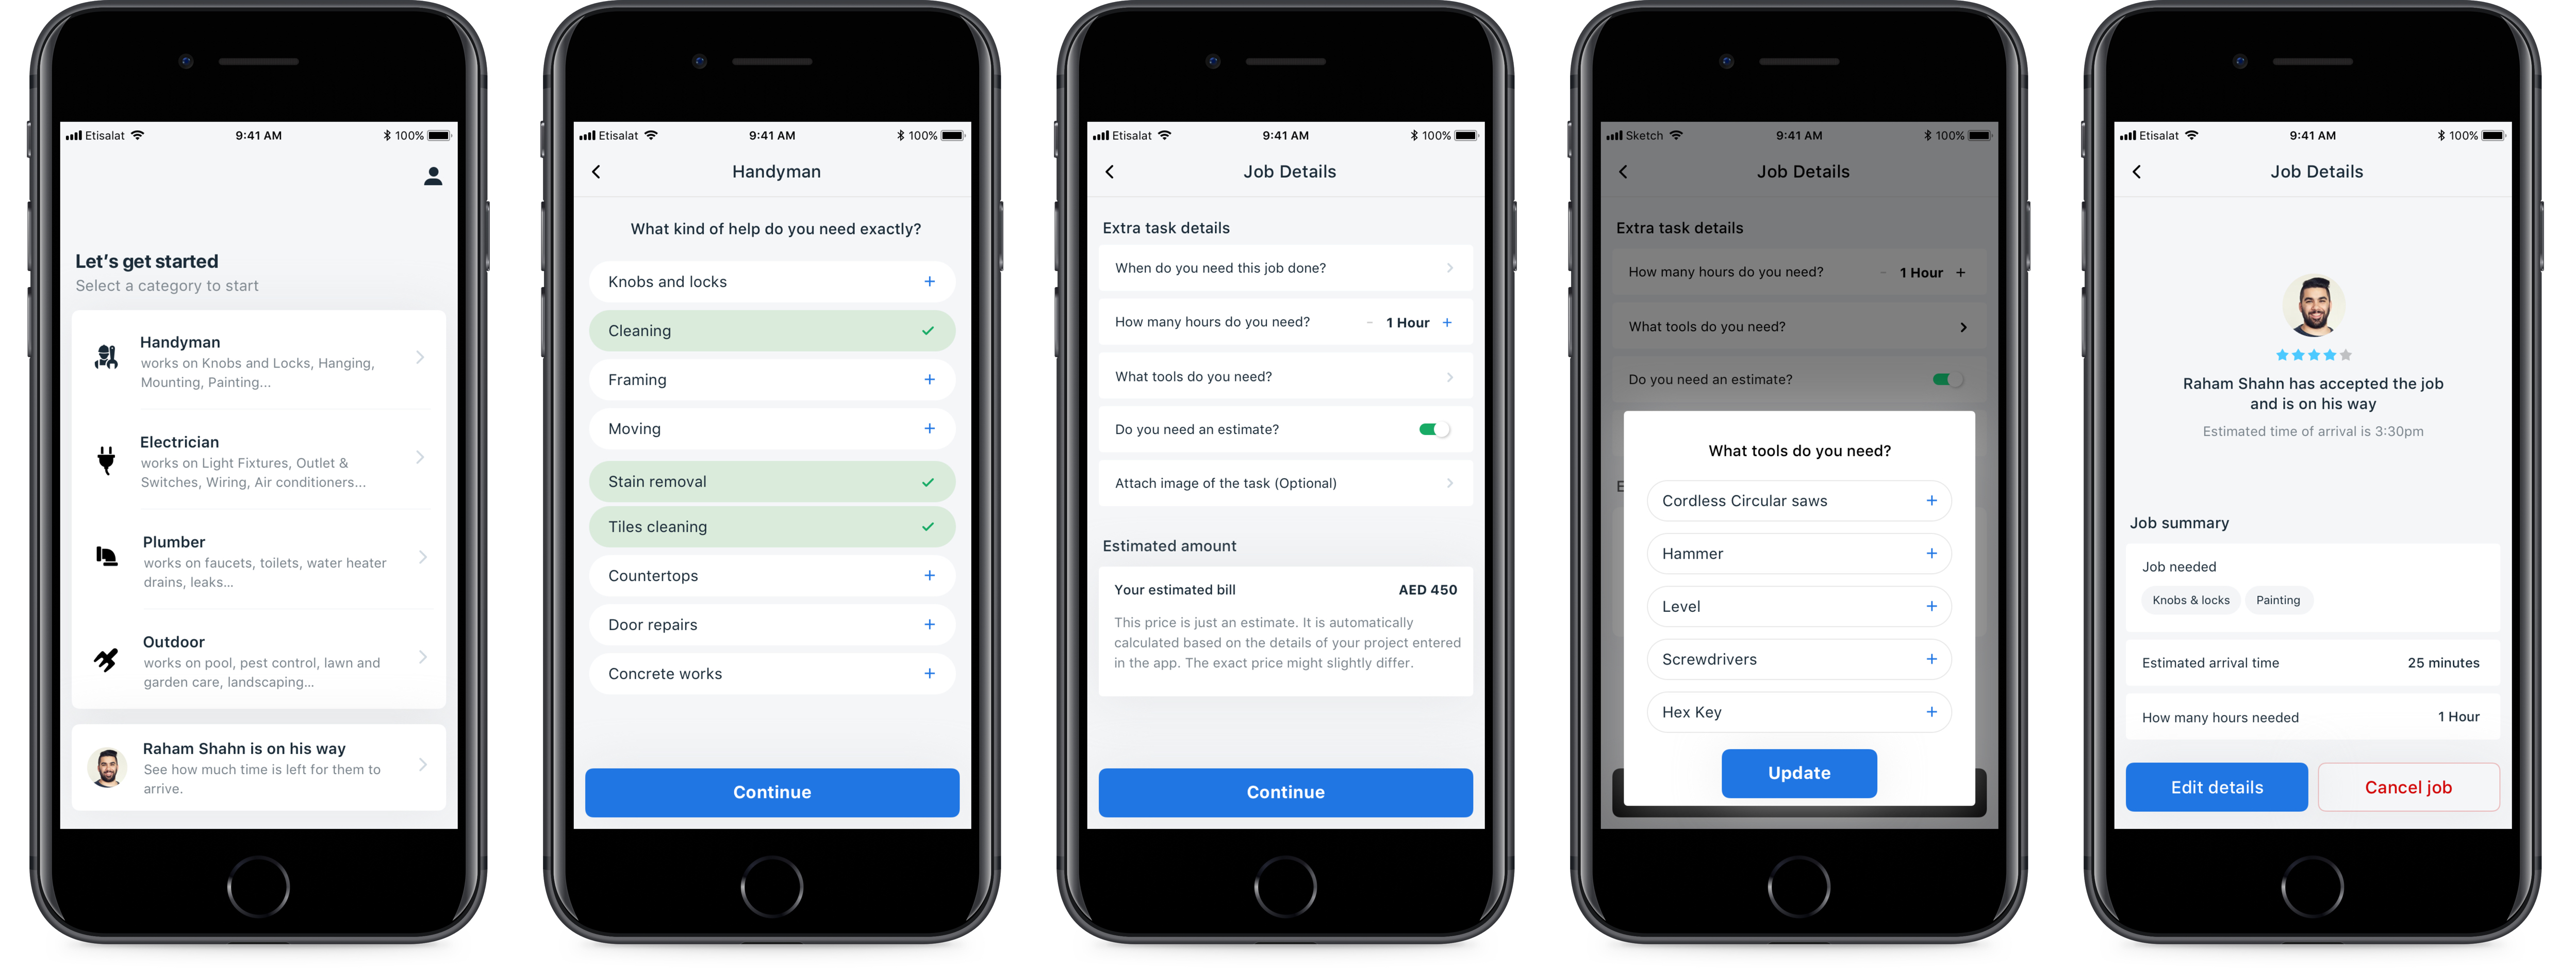 Etisalat 9:41 AM 100%
Let's get started
Select a category to start
Handyman
works on Knobs and Locks, Hanging,
Mounting, Painting...
Electrician
works on Light Fixtures, Outlet &
Switches, Wiring, Air conditioners...
Plumber
works on faucets, toilets, water heater
drains, leaks...
Outdoor
works on pool, pest control, lawn and
garden care, landscaping...
Raham Shahn is on his way
See how much time is left for them to
arrive.
Etisalat 9:41 AM 100%
Handyman
What kind of help do you need exactly?
Knobs and locks +
Cleaning
Framing +
Moving +
Stain removal
Tiles cleaning
Countertops +
Door repairs +
Concrete works +
Continue
Etisalat 9:41 AM 100%
Job Details
Extra task details
When do you need this job done?
How many hours do you need? - 1 Hour +
What tools do you need?
Do you need an estimate?
Attach image of the task (Optional)
Estimated amount
Your estimated bill AED 450
This price is just an estimate. It is automatically
calculated based on the details of your project entered
in the app. The exact price might slightly differ.
Continue
Sketch 9:41 AM 100%
Job Details
Extra task details
How many hours do you need? - 1 Hour +
What tools do you need?
Do you need an estimate?
E
What tools do you need?
Cordless Circular saws +
Hammer +
Level +
Screwdrivers +
Hex Key +
Update
Etisalat 9:41 AM 100%
Job Details
Raham Shahn has accepted the job
and is on his way
Estimated time of arrival is 3:30pm
Job summary
Job needed
Knobs & locks Painting
Estimated arrival time 25 minutes
How many hours needed 1 Hour
Edit details Cancel job